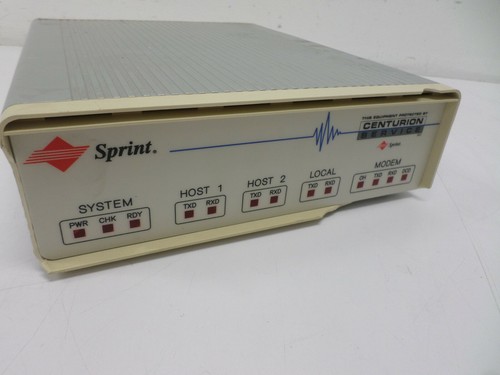 THIS EQUIPMENT PROTECTED BY
CENTURION
SERVICE
Sprint.
Sprint.
SYSTEM
PWR CHK RDY
HOST 1
TXD RXD
HOST 2
TXD RXD
LOCAL
TXD RXD
MODEM
OH TXD RXD DCD